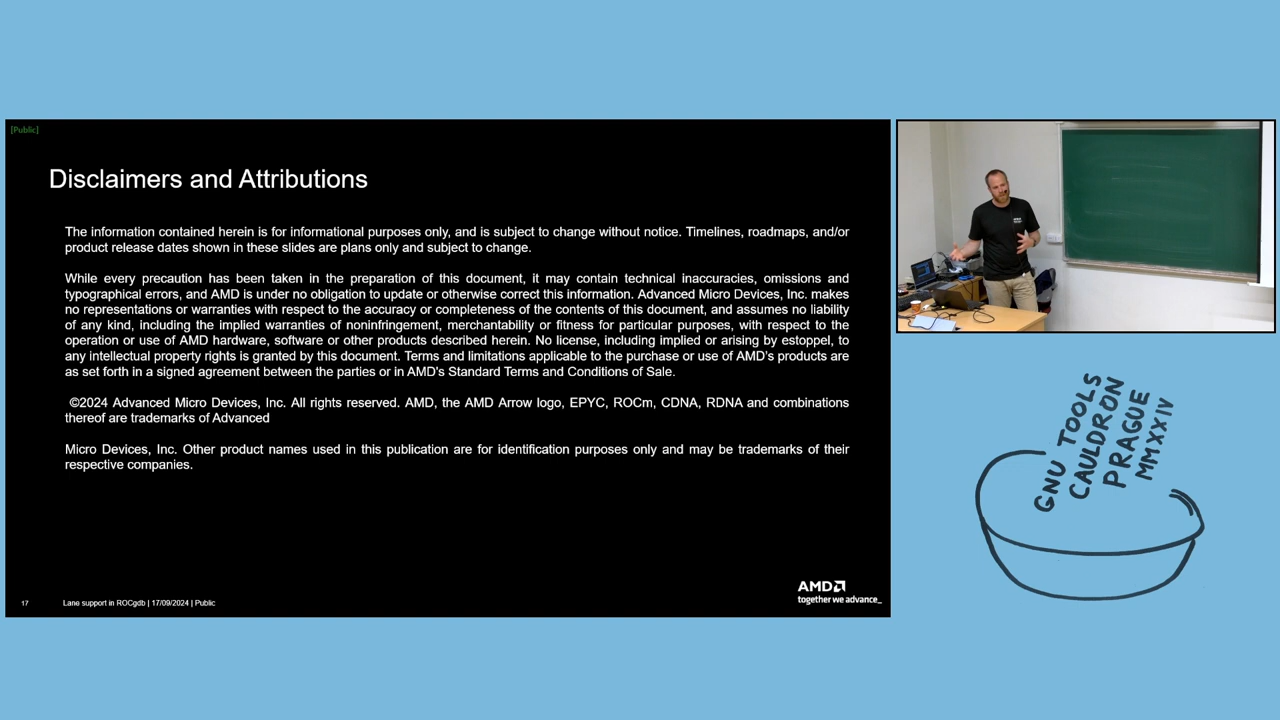 [Public]
Disclaimers and Attributions
The information contained herein is for informational purposes only, and is subject to change without notice. Timelines, roadmaps, and/or
product release dates shown in these slides are plans only and subject to change.
While every precaution has been taken in the preparation of this document, it may contain technical inaccuracies, omissions and
typographical errors, and AMD is under no obligation to update or otherwise correct this information. Advanced Micro Devices, Inc. makes
no representations or warranties with respect to the accuracy or completeness of the contents of this document, and assumes no liability
of any kind, including the implied warranties of noninfringement, merchantability or fitness for particular purposes, with respect to the
operation or use of AMD hardware, software or other products described herein. No license, including implied or arising by estoppel, to
any intellectual property rights is granted by this document. Terms and limitations applicable to the purchase or use of AMD's products are
as set forth in a signed agreement between the parties or in AMD's Standard Terms and Conditions of Sale.
©2024 Advanced Micro Devices, Inc. All rights reserved. AMD, the AMD Arrow logo, EPYC, ROCm, CDNA, RDNA and combinations
thereof are trademarks of Advanced
Micro Devices, Inc. Other product names used in this publication are for identification purposes only and may be trademarks of their
respective companies.
17
Lane support in ROCgdb | 17/09/2024 | Public
AMD
together we advance_
GNU TOOLS
CAULDRON
PRAGUE
MMXXIV